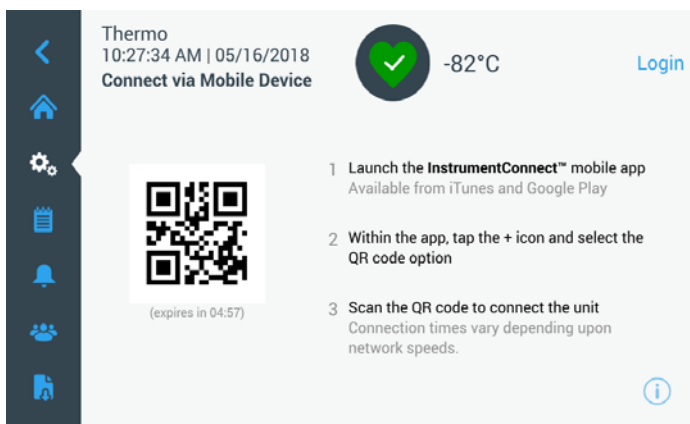 Thermo
10:27:34 AM | 05/16/2018
Connect via Mobile Device
-82°C
Login
1 Launch the InstrumentConnect™ mobile app
Available from iTunes and Google Play
2 Within the app, tap the + icon and select the
QR code option
(expires in 04:57)
3 Scan the QR code to connect the unit
Connection times vary depending upon
network speeds.